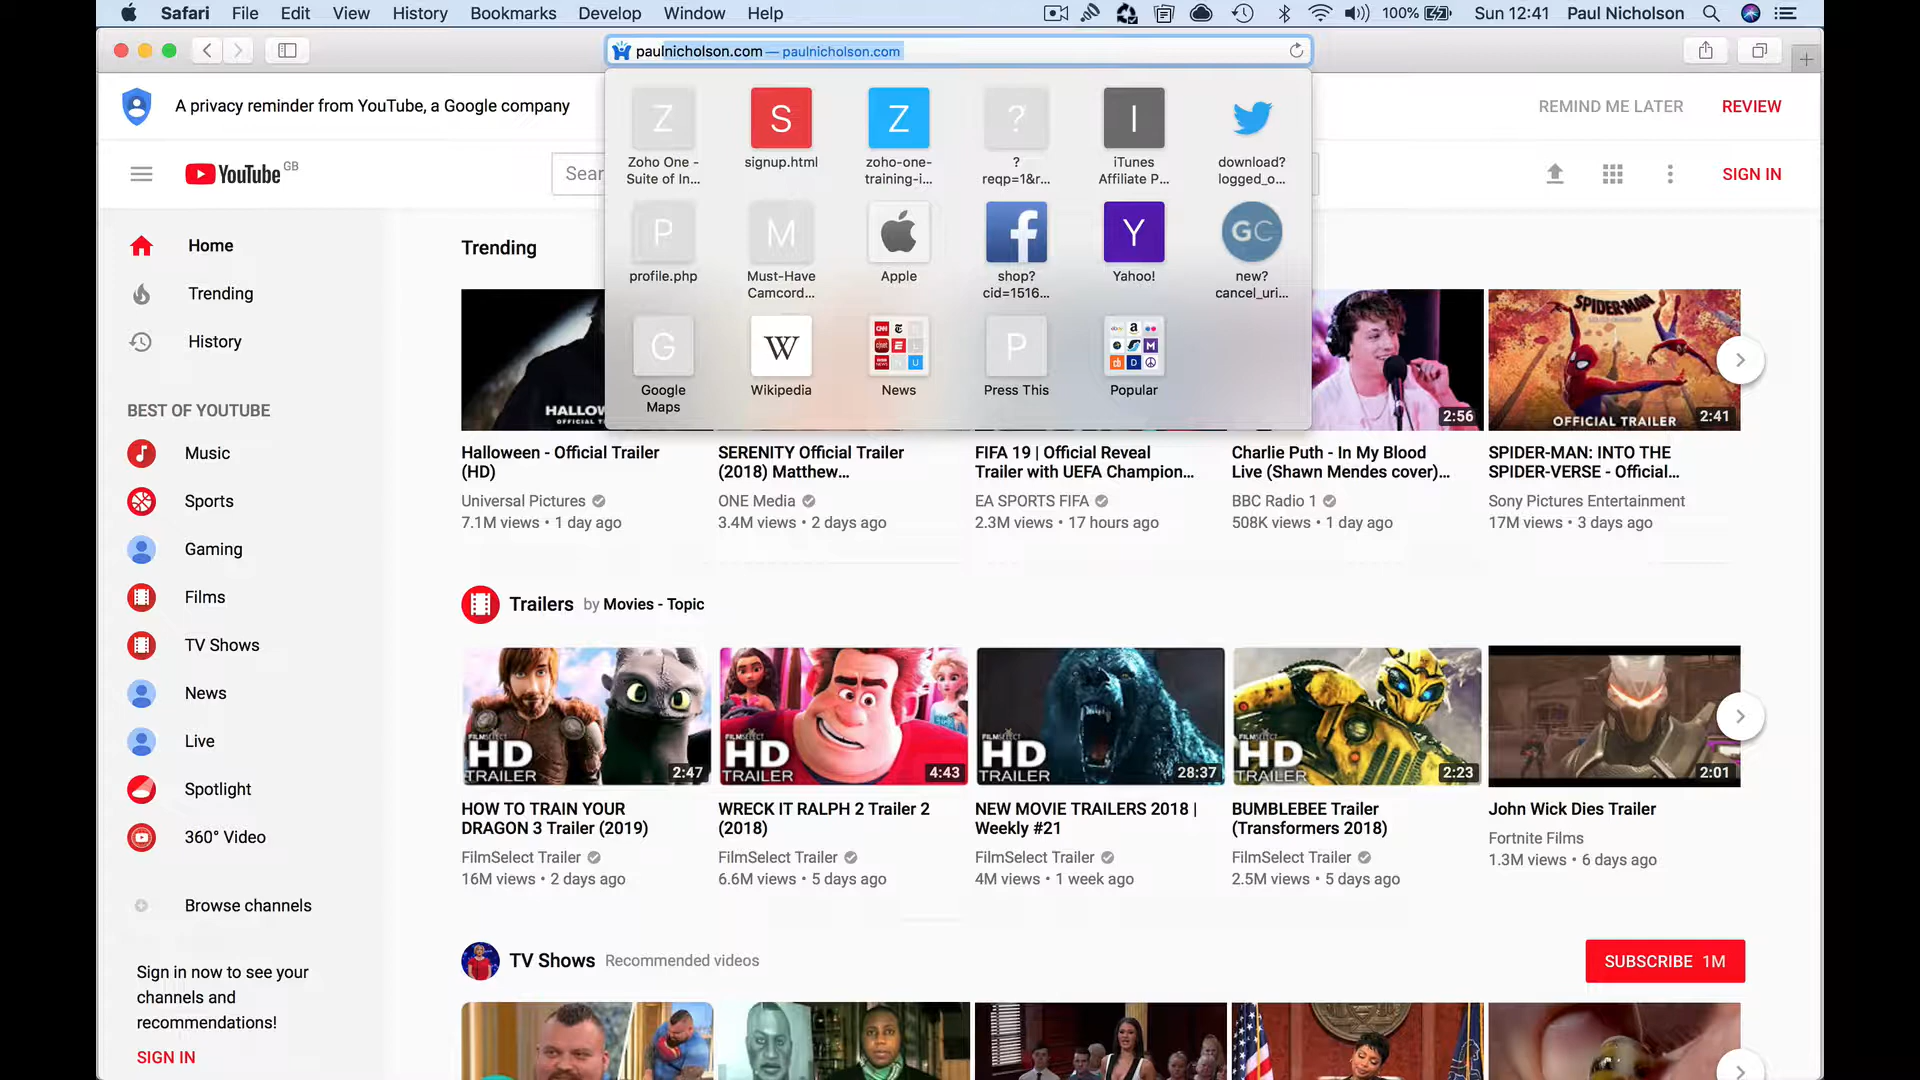 Safari File Edit View History Bookmarks Develop Window Help 100% Sun 12:41 Paul Nicholson
paulnicholson.com — paulnicholson.com
A privacy reminder from YouTube, a Google company REMIND ME LATER REVIEW
YouTube GB Sear SIGN IN
Z S Z ? I
Zoho One - Suite of In...
signup.html
zoho-one-training-i...
? reqp=1&r...
iTunes Affiliate P...
download? logged_o...
P M f Y GC
profile.php
Must-Have Camcord...
Apple
shop? cid=1516...
Yahoo!
new? cancel_uri...
G W P
Google Maps
Wikipedia
News
Press This
Popular
Home
Trending
History
BEST OF YOUTUBE
Music
Sports
Gaming
Films
TV Shows
News
Live
Spotlight
360° Video
Browse channels
Sign in now to see your
channels and
recommendations!
SIGN IN
Trending
HALLOW
OFFICIAL T
2:56
SPIDER-MAN
OFFICIAL TRAILER
2:41
Halloween - Official Trailer
(HD)
Universal Pictures
7.1M views • 1 day ago
SERENITY Official Trailer
(2018) Matthew...
ONE Media
3.4M views • 2 days ago
FIFA 19 | Official Reveal
Trailer with UEFA Champion...
EA SPORTS FIFA
2.3M views • 17 hours ago
Charlie Puth - In My Blood
Live (Shawn Mendes cover)...
BBC Radio 1
508K views • 1 day ago
SPIDER-MAN: INTO THE
SPIDER-VERSE - Official...
Sony Pictures Entertainment
17M views • 3 days ago
Trailers by Movies - Topic
FILMSELECT
HD
TRAILER
2:47
FILMSELECT
HD
TRAILER
4:43
FILMSELECT
HD
TRAILER
28:37
FILMSELECT
HD
TRAILER
2:23
2:01
HOW TO TRAIN YOUR
DRAGON 3 Trailer (2019)
FilmSelect Trailer
16M views • 2 days ago
WRECK IT RALPH 2 Trailer 2
(2018)
FilmSelect Trailer
6.6M views • 5 days ago
NEW MOVIE TRAILERS 2018 |
Weekly #21
FilmSelect Trailer
4M views • 1 week ago
BUMBLEBEE Trailer
(Transformers 2018)
FilmSelect Trailer
2.5M views • 5 days ago
John Wick Dies Trailer
Fortnite Films
1.3M views • 6 days ago
TV Shows Recommended videos SUBSCRIBE 1M